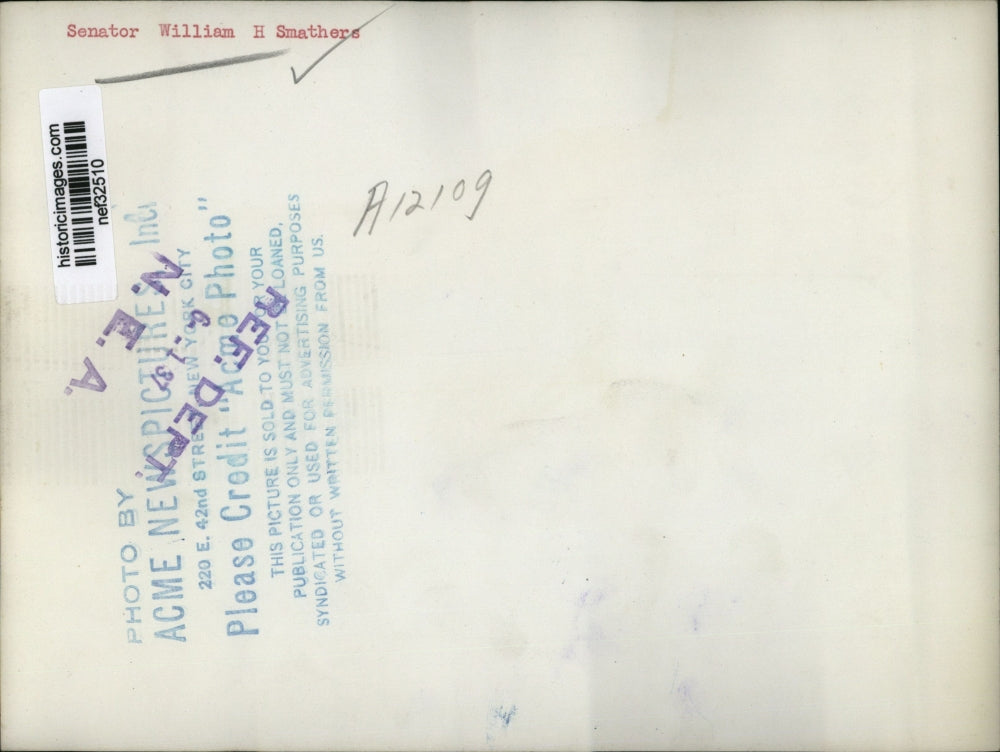 Senator William H Smathers
historicimages.com
nef32510
A12109
PHOTO BY
ACME NEWSPICTURES Inc.
220 E. 42nd STREET NEW YORK CITY
Please Credit "Acme Photo"
THIS PICTURE IS SOLD TO YOU FOR YOUR
PUBLICATION ONLY AND MUST NOT LOANED,
SYNDICATED OR USED FOR ADVERTISING PURPOSES
WITHOUT WRITTEN PERMISSION FROM US.
N. E. A.
REF. DEPT.